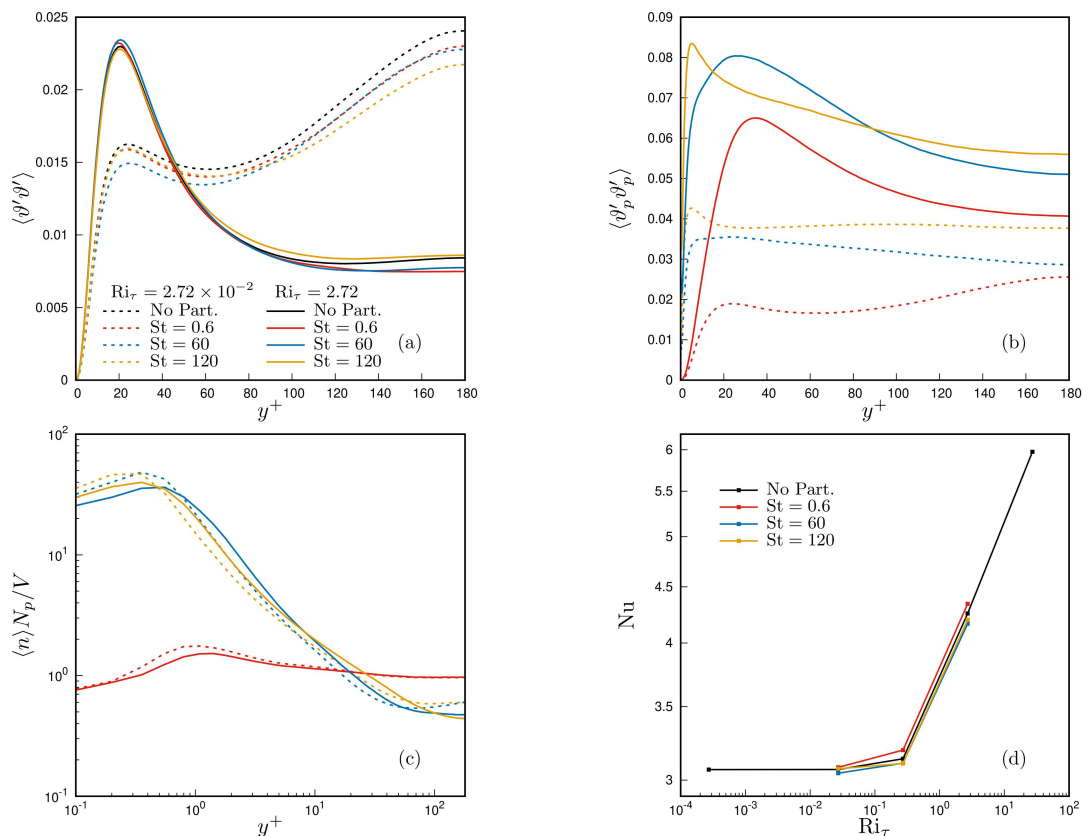 0.025
0.02
0.015
0.01
0.005
0
⟨ϑ′ϑ′⟩
Ri_τ = 2.72 × 10^{-2} Ri_τ = 2.72
No Part. No Part.
St = 0.6 St = 0.6
St = 60 St = 60
St = 120 St = 120
(a)
0 20 40 60 80 100 120 140 160 180
y^+
0.09
0.08
0.07
0.06
0.05
0.04
0.03
0.02
0.01
0
⟨ϑ′_p ϑ′_p⟩
(b)
0 20 40 60 80 100 120 140 160 180
y^+
10^2
10^1
10^0
10^{-1}
⟨n⟩N_p/V
(c)
10^{-1} 10^0 10^1 10^2
y^+
6
5.5
5
4.5
4
3.5
3
Nu
No Part.
St = 0.6
St = 60
St = 120
(d)
10^{-4} 10^{-3} 10^{-2} 10^{-1} 10^0 10^1 10^2
Ri_τ